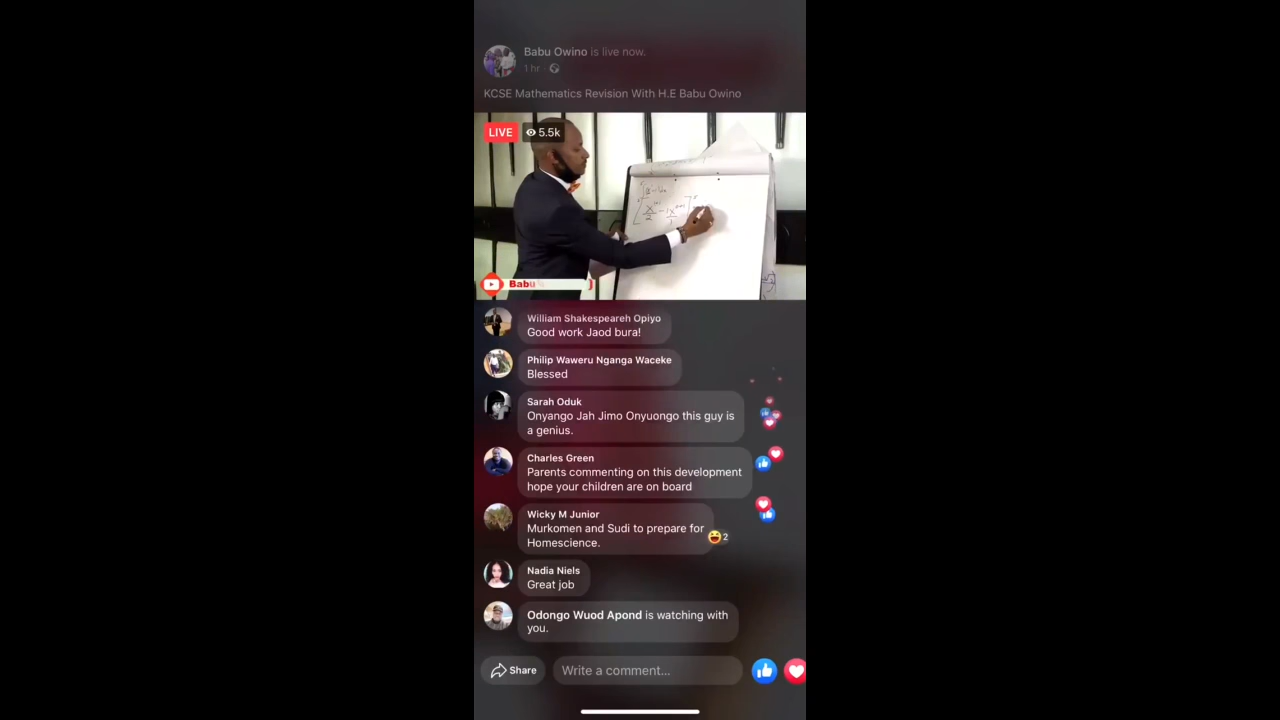 Babu Owino is live now.
1 hr ·
KCSE Mathematics Revision With H.E Babu Owino
LIVE 5.5k
Babu
William Shakespeareh Opiyo
Good work Jaod bura!
Philip Waweru Nganga Waceke
Blessed
Sarah Oduk
Onyango Jah Jimo Onyuongo this guy is
a genius.
Charles Green
Parents commenting on this development
hope your children are on board
Wicky M Junior
Murkomen and Sudi to prepare for
Homescience.
2
Nadia Niels
Great job
Odongo Wuod Apond is watching with
you.
Share Write a comment...